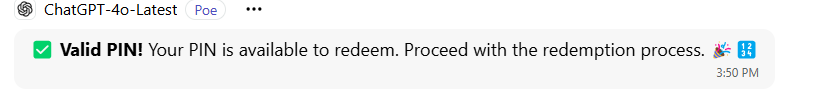 ChatGPT-4o-Latest Poe •••
✅ Valid PIN! Your PIN is available to redeem. Proceed with the redemption process. 🎉 🔢
3:50 PM